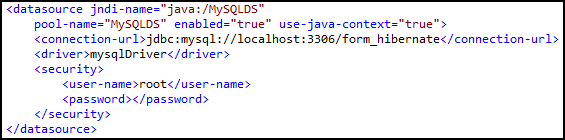 <datasource jndi-name="java:/MySQLDS"
pool-name="MySQLDS" enabled="true" use-java-context="true">
<connection-url>jdbc:mysql://localhost:3306/form_hibernate</connection-url>
<driver>mysqlDriver</driver>
<security>
<user-name>root</user-name>
<password></password>
</security>
</datasource>